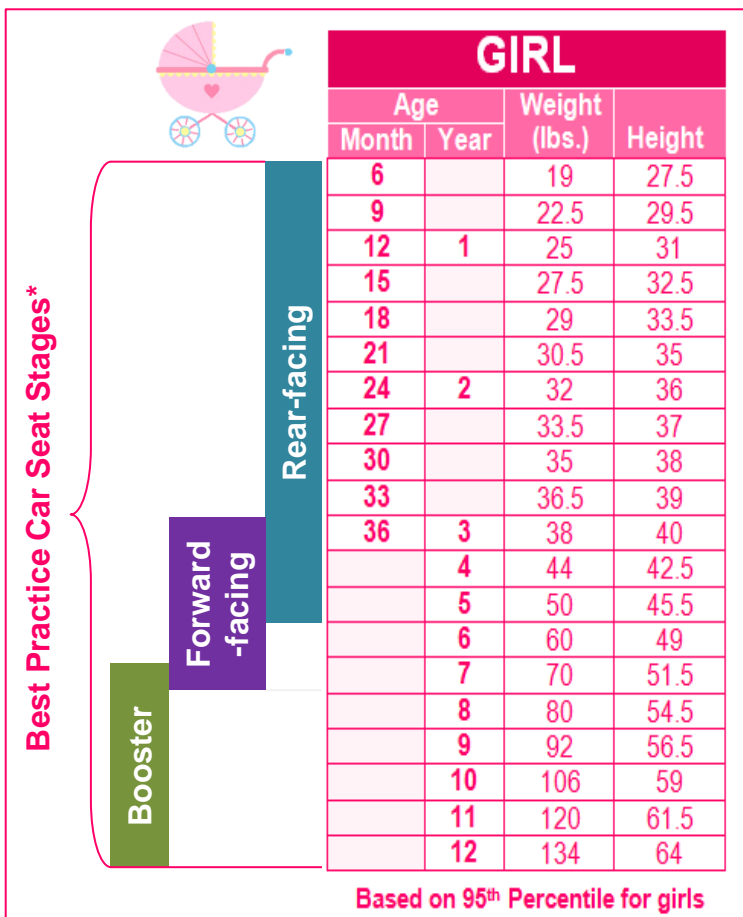 GIRL
Age Weight (lbs.) Height
Month Year
6 19 27.5
9 22.5 29.5
12 1 25 31
15 27.5 32.5
18 29 33.5
21 30.5 35
24 2 32 36
27 33.5 37
30 35 38
33 36.5 39
36 3 38 40
4 44 42.5
5 50 45.5
6 60 49
7 70 51.5
8 80 54.5
9 92 56.5
10 106 59
11 120 61.5
12 134 64
Based on 95th Percentile for girls
Best Practice Car Seat Stages*
Rear-facing
Forward
-facing
Booster